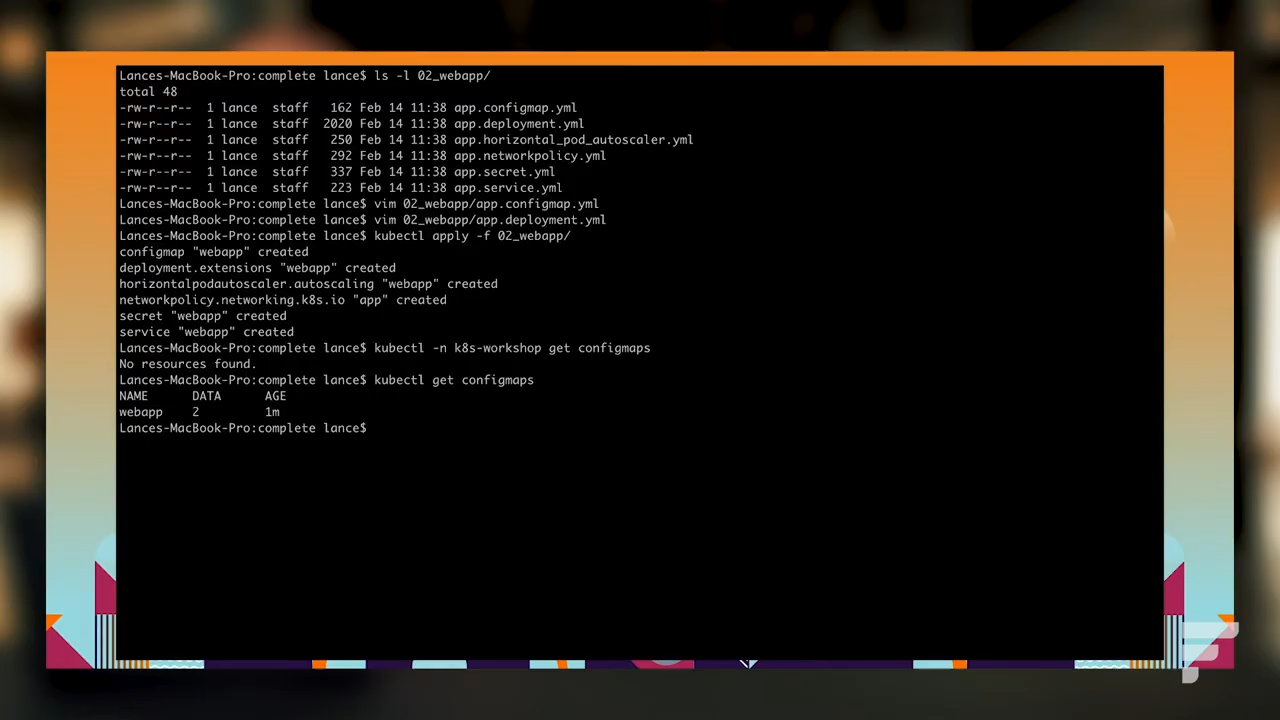 Lances-MacBook-Pro:complete lance$ ls -l 02_webapp/
total 48
-rw-r--r--  1 lance  staff   162 Feb 14 11:38 app.configmap.yml
-rw-r--r--  1 lance  staff  2020 Feb 14 11:38 app.deployment.yml
-rw-r--r--  1 lance  staff   250 Feb 14 11:38 app.horizontal_pod_autoscaler.yml
-rw-r--r--  1 lance  staff   292 Feb 14 11:38 app.networkpolicy.yml
-rw-r--r--  1 lance  staff   337 Feb 14 11:38 app.secret.yml
-rw-r--r--  1 lance  staff   223 Feb 14 11:38 app.service.yml
Lances-MacBook-Pro:complete lance$ vim 02_webapp/app.configmap.yml
Lances-MacBook-Pro:complete lance$ vim 02_webapp/app.deployment.yml
Lances-MacBook-Pro:complete lance$ kubectl apply -f 02_webapp/
configmap "webapp" created
deployment.extensions "webapp" created
horizontalpodautoscaler.autoscaling "webapp" created
networkpolicy.networking.k8s.io "app" created
secret "webapp" created
service "webapp" created
Lances-MacBook-Pro:complete lance$ kubectl -n k8s-workshop get configmaps
No resources found.
Lances-MacBook-Pro:complete lance$ kubectl get configmaps
NAME      DATA      AGE
webapp    2         1m
Lances-MacBook-Pro:complete lance$